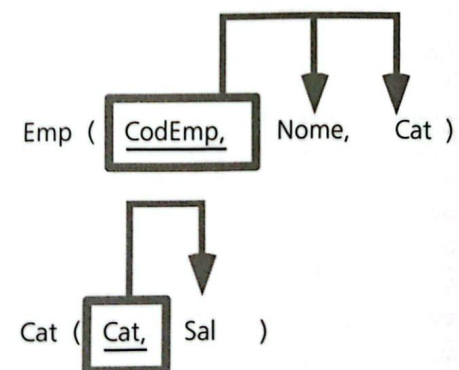 Emp ( CodEmp, Nome, Cat )
Cat ( Cat, Sal )